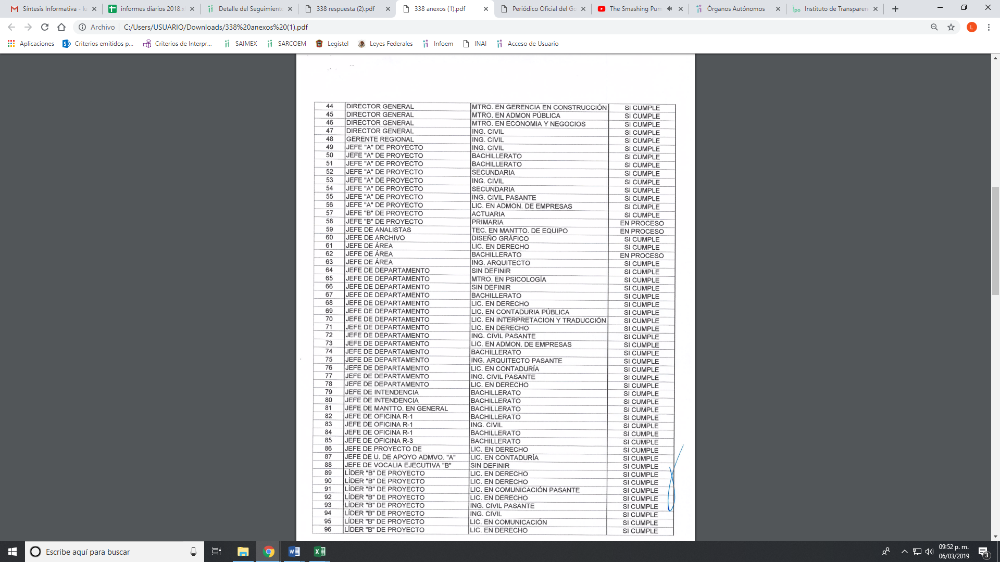 Síntesis Informativa - lu
informes diarios 2018.x
Detalle del Seguimiento
338 respuesta (2).pdf
338 anexos (1).pdf
Periódico Oficial del Go
The Smashing Pum
Órganos Autónomos
Instituto de Transparen
Archivo C:/Users/USUARIO/Downloads/338%20anexos%20(1).pdf
L
Aplicaciones Criterios emitidos p... Criterios de Interpr... SAIMEX SARCOEM Legistel Leyes Federales Infoem INAI Acceso de Usuario
44 DIRECTOR GENERAL MTRO. EN GERENCIA EN CONSTRUCCIÓN SI CUMPLE
45 DIRECTOR GENERAL MTRO. EN ADMON PÚBLICA SI CUMPLE
46 DIRECTOR GENERAL MTRO. EN ECONOMIA Y NEGOCIOS SI CUMPLE
47 DIRECTOR GENERAL ING. CIVIL SI CUMPLE
48 GERENTE REGIONAL ING. CIVIL SI CUMPLE
49 JEFE "A" DE PROYECTO ING. CIVIL SI CUMPLE
50 JEFE "A" DE PROYECTO BACHILLERATO SI CUMPLE
51 JEFE "A" DE PROYECTO BACHILLERATO SI CUMPLE
52 JEFE "A" DE PROYECTO SECUNDARIA SI CUMPLE
53 JEFE "A" DE PROYECTO ING. CIVIL SI CUMPLE
54 JEFE "A" DE PROYECTO SECUNDARIA SI CUMPLE
55 JEFE "A" DE PROYECTO ING. CIVIL PASANTE SI CUMPLE
56 JEFE "A" DE PROYECTO LIC. EN ADMON. DE EMPRESAS SI CUMPLE
57 JEFE "B" DE PROYECTO ACTUARIA SI CUMPLE
58 JEFE "B" DE PROYECTO PRIMARIA EN PROCESO
59 JEFE DE ANALISTAS TEC. EN MANTTO. DE EQUIPO EN PROCESO
60 JEFE DE ARCHIVO DISEÑO GRÁFICO SI CUMPLE
61 JEFE DE ÁREA LIC. EN DERECHO SI CUMPLE
62 JEFE DE ÁREA BACHILLERATO EN PROCESO
63 JEFE DE ÁREA ING. ARQUITECTO SI CUMPLE
64 JEFE DE DEPARTAMENTO SIN DEFINIR SI CUMPLE
65 JEFE DE DEPARTAMENTO MTRO. EN PSICOLOGÍA SI CUMPLE
66 JEFE DE DEPARTAMENTO SIN DEFINIR SI CUMPLE
67 JEFE DE DEPARTAMENTO BACHILLERATO SI CUMPLE
68 JEFE DE DEPARTAMENTO LIC. EN DERECHO SI CUMPLE
69 JEFE DE DEPARTAMENTO LIC. EN CONTADURIA PÚBLICA SI CUMPLE
70 JEFE DE DEPARTAMENTO LIC. EN INTERPRETACION Y TRADUCCIÓN SI CUMPLE
71 JEFE DE DEPARTAMENTO LIC. EN DERECHO SI CUMPLE
72 JEFE DE DEPARTAMENTO ING. CIVIL PASANTE SI CUMPLE
73 JEFE DE DEPARTAMENTO LIC. EN ADMON. DE EMPRESAS SI CUMPLE
74 JEFE DE DEPARTAMENTO BACHILLERATO SI CUMPLE
75 JEFE DE DEPARTAMENTO ING. ARQUITECTO PASANTE SI CUMPLE
76 JEFE DE DEPARTAMENTO LIC. EN CONTADURÍA SI CUMPLE
77 JEFE DE DEPARTAMENTO ING. CIVIL PASANTE SI CUMPLE
78 JEFE DE DEPARTAMENTO LIC. EN DERECHO SI CUMPLE
79 JEFE DE INTENDENCIA BACHILLERATO SI CUMPLE
80 JEFE DE INTENDENCIA BACHILLERATO SI CUMPLE
81 JEFE DE MANTTO. EN GENERAL BACHILLERATO SI CUMPLE
82 JEFE DE OFICINA R-1 BACHILLERATO SI CUMPLE
83 JEFE DE OFICINA R-1 ING. CIVIL SI CUMPLE
84 JEFE DE OFICINA R-1 BACHILLERATO SI CUMPLE
85 JEFE DE OFICINA R-3 BACHILLERATO SI CUMPLE
86 JEFE DE PROYECTO DE LIC. EN DERECHO SI CUMPLE
87 JEFE DE U. DE APOYO ADMVO. "A" LIC. EN CONTADURÍA SI CUMPLE
88 JEFE DE VOCALIA EJECUTIVA "B" SIN DEFINIR SI CUMPLE
89 LÍDER "B" DE PROYECTO LIC. EN DERECHO SI CUMPLE
90 LÍDER "B" DE PROYECTO LIC. EN DERECHO SI CUMPLE
91 LÍDER "B" DE PROYECTO LIC. EN COMUNICACIÓN PASANTE SI CUMPLE
92 LÍDER "B" DE PROYECTO LIC. EN DERECHO SI CUMPLE
93 LÍDER "B" DE PROYECTO ING. CIVIL PASANTE SI CUMPLE
94 LÍDER "B" DE PROYECTO ING. CIVIL SI CUMPLE
95 LÍDER "B" DE PROYECTO LIC. EN COMUNICACIÓN SI CUMPLE
96 LÍDER "B" DE PROYECTO LIC. EN DERECHO SI CUMPLE
Escribe aquí para buscar
09:52 p. m.
06/03/2019
3